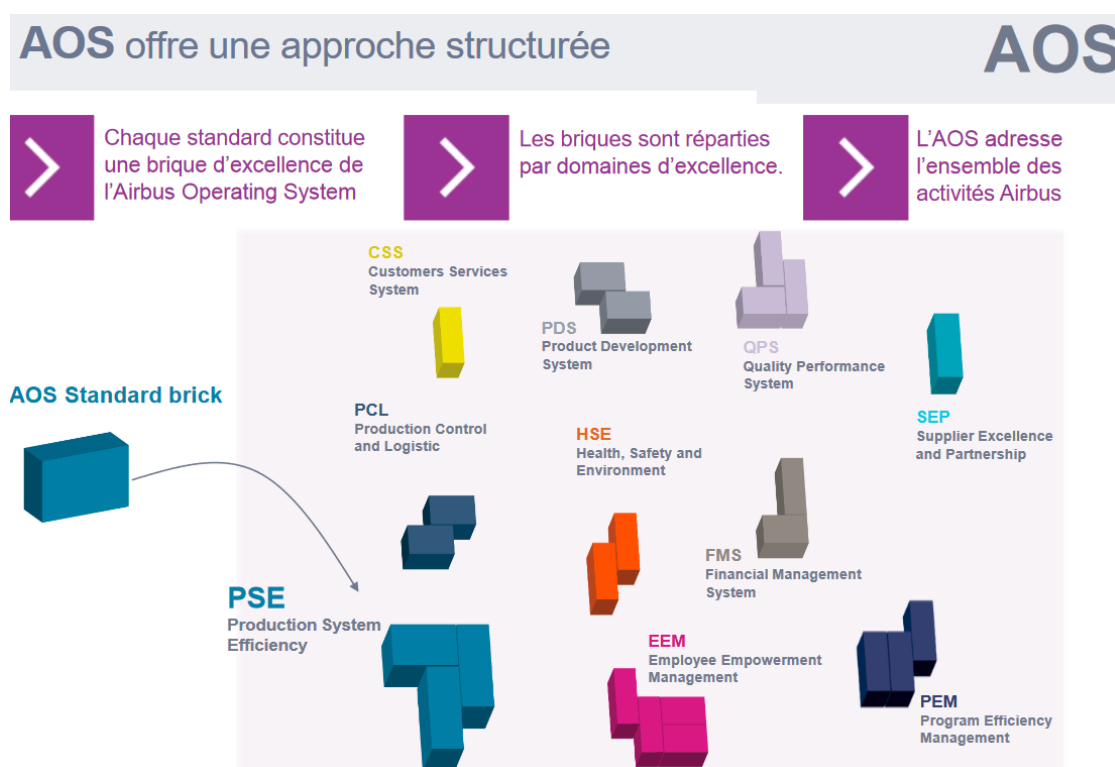 AOS offre une approche structurée
AOS
Chaque standard constitue
une brique d'excellence de
l'Airbus Operating System
Les briques sont réparties
par domaines d'excellence.
L'AOS adresse
l'ensemble des
activités Airbus
CSS
Customers Services
System
PDS
Product Development
System
QPS
Quality Performance
System
SEP
Supplier Excellence
and Partnership
AOS Standard brick
PCL
Production Control
and Logistic
HSE
Health, Safety and
Environment
FMS
Financial Management
System
PSE
Production System
Efficiency
EEM
Employee Empowerment
Management
PEM
Program Efficiency
Management